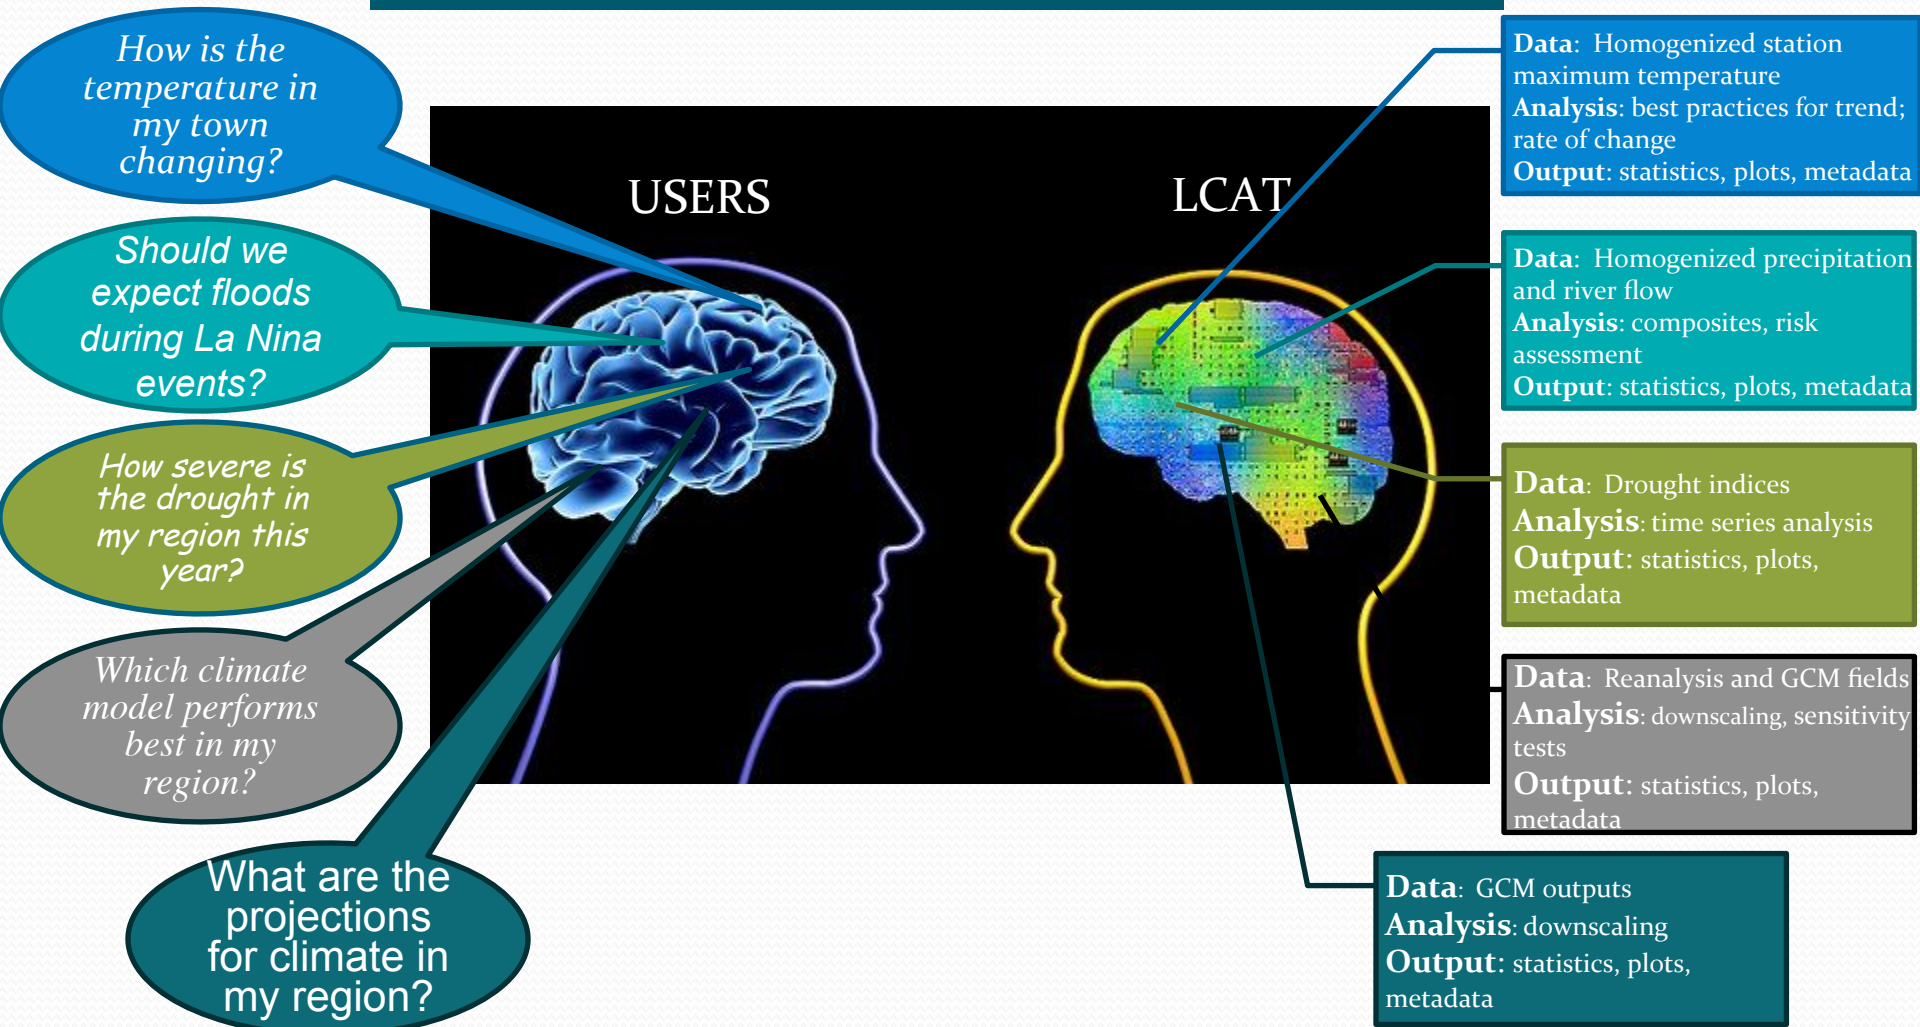 How is the
temperature in
my town
changing?
Should we
expect floods
during La Nina
events?
How severe is
the drought in
my region this
year?
Which climate
model performs
best in my
region?
What are the
projections
for climate in
my region?
USERS
LCAT
Data: Homogenized station
maximum temperature
Analysis: best practices for trend;
rate of change
Output: statistics, plots, metadata
Data: Homogenized precipitation
and river flow
Analysis: composites, risk
assessment
Output: statistics, plots, metadata
Data: Drought indices
Analysis: time series analysis
Output: statistics, plots,
metadata
Data: Reanalysis and GCM fields
Analysis: downscaling, sensitivity
tests
Output: statistics, plots,
metadata
Data: GCM outputs
Analysis: downscaling
Output: statistics, plots,
metadata